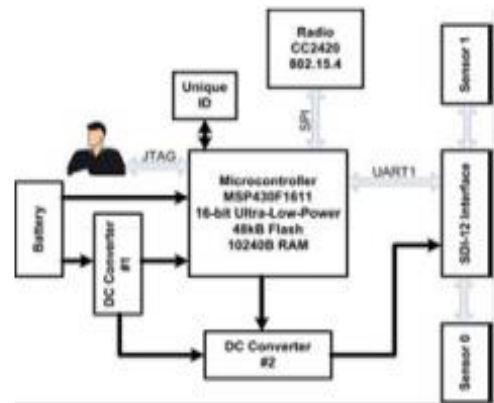 Radio
CC2420
802.15.4
Sensor 1
Unique
ID
SPI
JTAG
Microcontroller
MSP430F1611
16-bit Ultra-Low-Power
48kB Flash
10240B RAM
UART1
SDI-12 Interface
Battery
DC Converter
#1
DC Converter
#2
Sensor 0